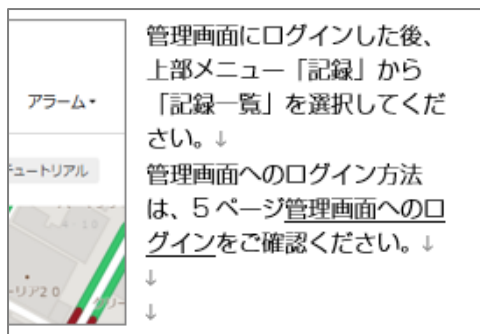 管理画面にログインした後、
上部メニュー「記録」から
「記録一覧」を選択してくだ
さい。↓
管理画面へのログイン方法
は、5 ページ管理画面へのロ
グインをご確認ください。↓
↓
↓
アラーム▾
チュートリアル